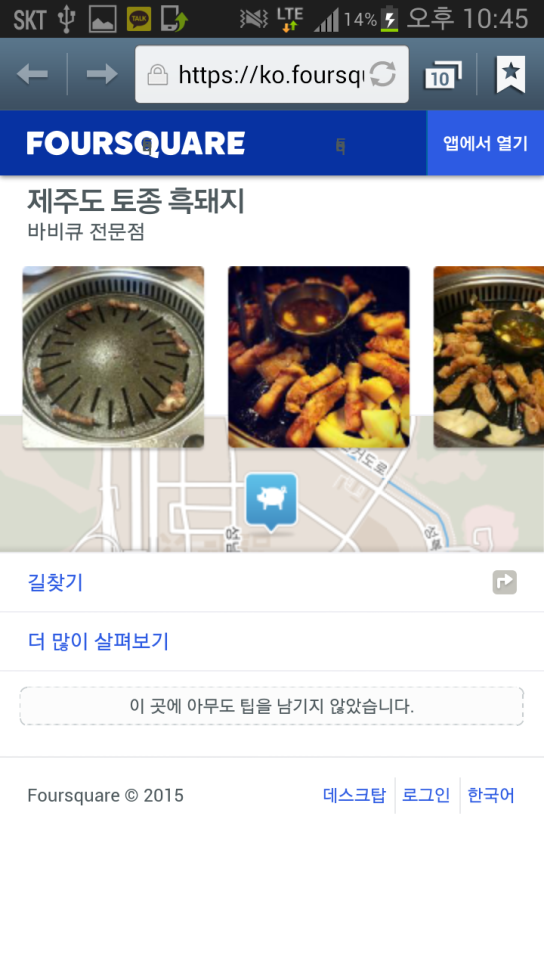 SKT LTE 14% 오후 10:45
TALK
https://ko.foursq
10
FOURSQUARE
앱에서 열기
제주도 토종 흑돼지
바비큐 전문점
길찾기
더 많이 살펴보기
이 곳에 아무도 팁을 남기지 않았습니다.
Foursquare © 2015 데스크탑 로그인 한국어